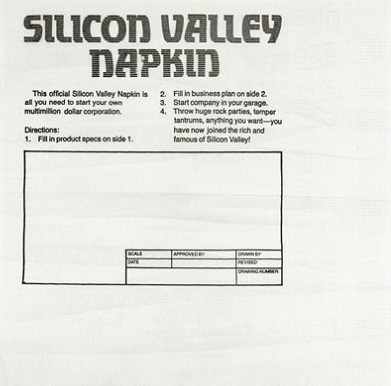 SILICON VALLEY
NAPKIN
This official Silicon Valley Napkin is
all you need to start your own
multimillion dollar corporation.
Directions:
1. Fill in product specs on side 1.
2. Fill in business plan on side 2.
3. Start company in your garage.
4. Throw huge rock parties, temper
tantrums, anything you want—you
have now joined the rich and
famous of Silicon Valley!
SCALE
APPROVED BY
DRAWN BY
DATE
REVISED
DRAWING NUMBER